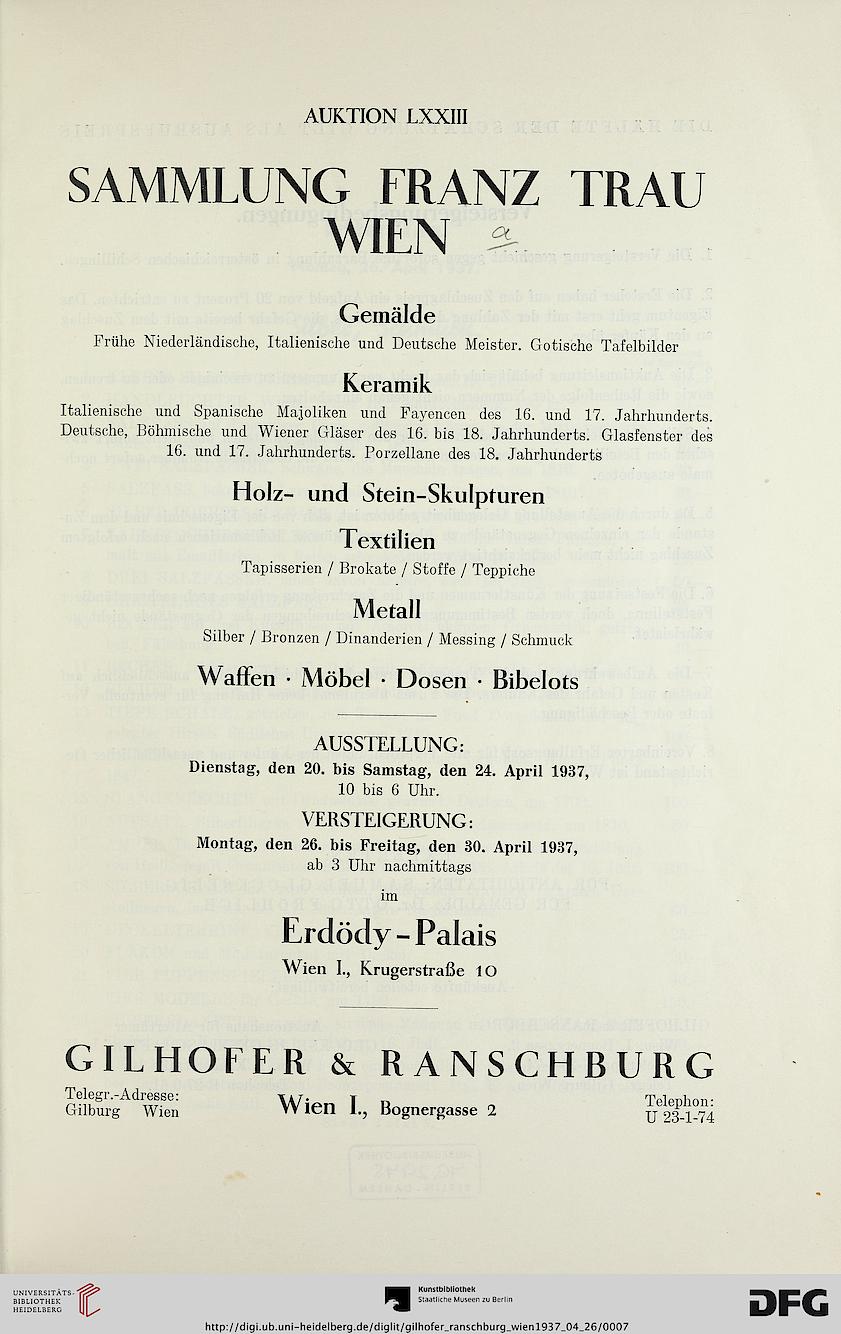 AUKTION LXXIII
SAMMLUNG FRANZ TRAU
WIEN a
Gemälde
Frühe Niederländische, Italienische und Deutsche Meister. Gotische Tafelbilder
Keramik
Italienische und Spanische Majoliken und Fayencen des 16. und 17. Jahrhunderts.
Deutsche, Böhmische und Wiener Gläser des 16. bis 18. Jahrhunderts. Glasfenster des
16. und 17. Jahrhunderts. Porzellane des 18. Jahrhunderts
Holz- und Stein-Skulpturen
Textilien
Tapisserien / Brokate / Stoffe / Teppiche
Metall
Silber / Bronzen / Dinanderien / Messing / Schmuck
Waffen · Möbel · Dosen · Bibelots
AUSSTELLUNG:
Dienstag, den 20. bis Samstag, den 24. April 1937,
10 bis 6 Uhr.
VERSTEIGERUNG:
Montag, den 26. bis Freitag, den 30. April 1937,
ab 3 Uhr nachmittags
im
Erdödy-Palais
Wien I., Krugerstraße 10
GILHOFER & RANSCHBURG
Telegr.-Adresse:
Gilburg Wien
Wien I., Bognergasse 2
Telephon:
U 23-1-74
UNIVERSITÄTS-
BIBLIOTHEK
HEIDELBERG
Kunstbibliothek
Staatliche Museen zu Berlin
DFG
http://digi.ub.uni-heidelberg.de/diglit/gilhofer_ranschburg_wien1937_04_26/0007